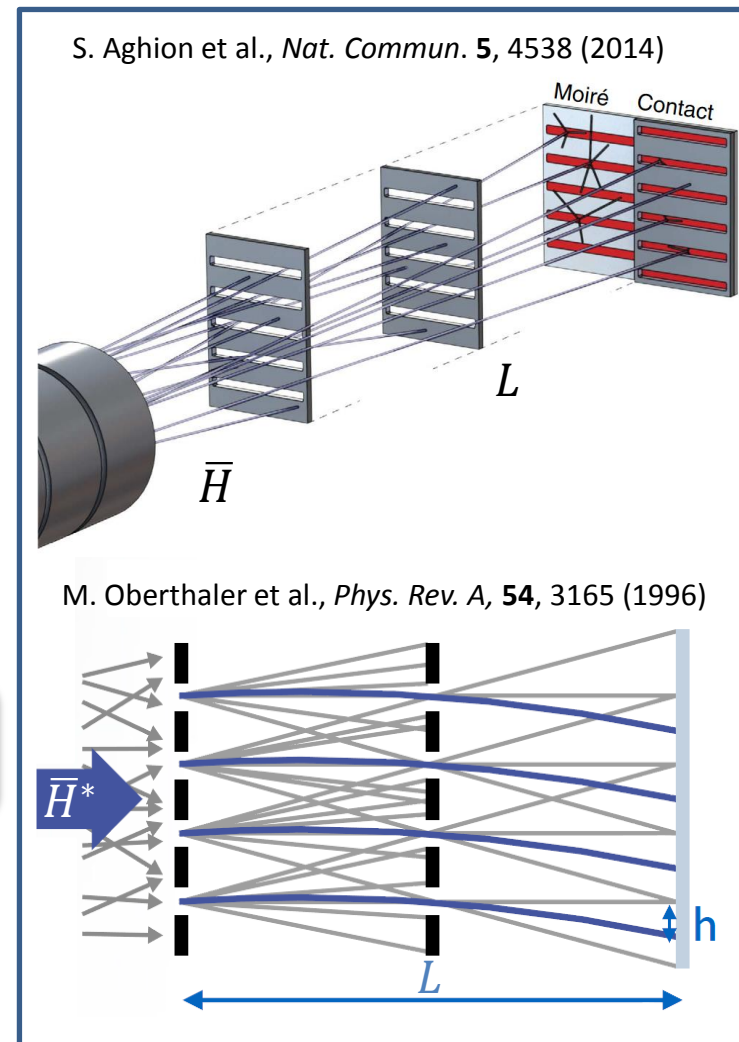 S. Aghion et al., Nat. Commun. 5, 4538 (2014)
Moiré Contact
L
H̅
M. Oberthaler et al., Phys. Rev. A, 54, 3165 (1996)
H̅*
h
L